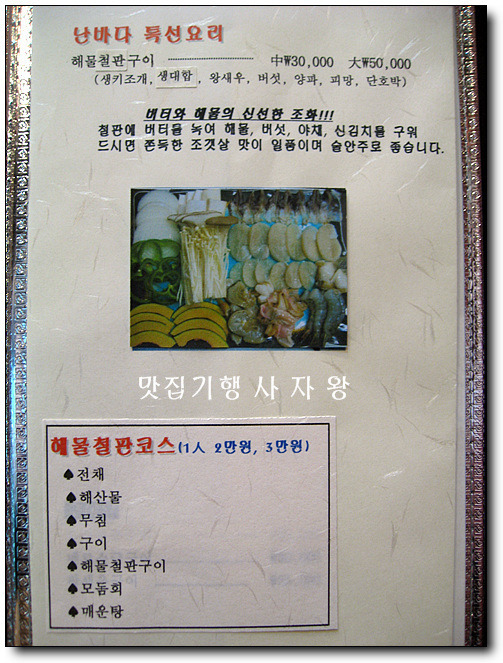 낭바다 특선요리
해물철판구이 ---------------------- 中₩30,000 大₩50,000
(생키조개, 생대합, 왕새우, 버섯, 양파, 피망, 단호박)
버터와 해물의 신선한 조화!!!
철판에 버터를 녹여 해물, 버섯, 야채, 신김치를 구워
드시면 쫀득한 조갯살 맛이 일품이며 술안주로 좋습니다.
맛집기행 사자왕
해물철판코스(1人 2만원, 3만원)
♠전채
♠해산물
♠무침
♠구이
♠해물철판구이
♠모둠회
♠매운탕